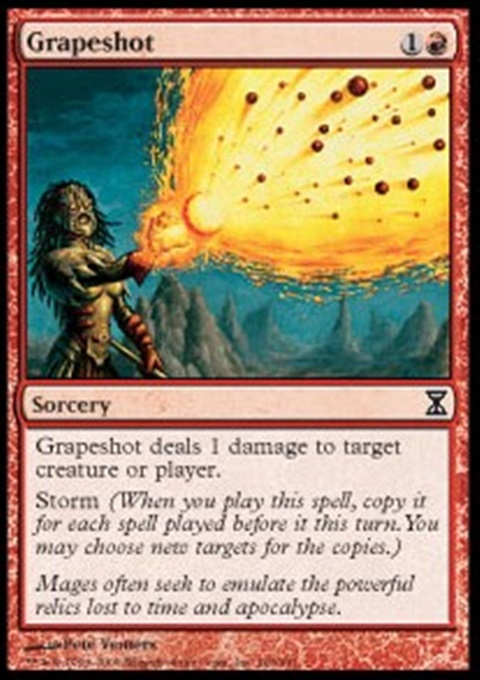 Grapeshot 1
Sorcery
Grapeshot deals 1 damage to target
creature or player.
Storm (When you play this spell, copy it
for each spell played before it this turn. You
may choose new targets for the copies.)
Mages often seek to emulate the powerful
relics lost to time and apocalypse.
Pete Venters